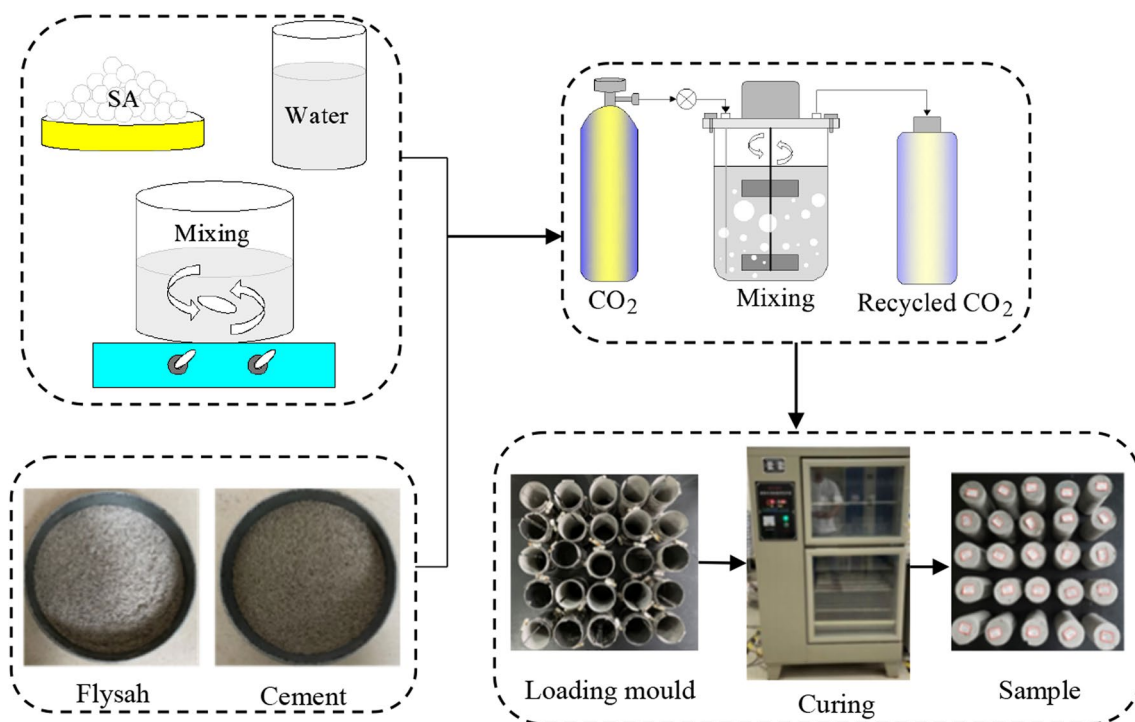 SA
Water
Mixing
CO₂
Mixing
Recycled CO₂
Flysah
Cement
Loading mould
Curing
Sample